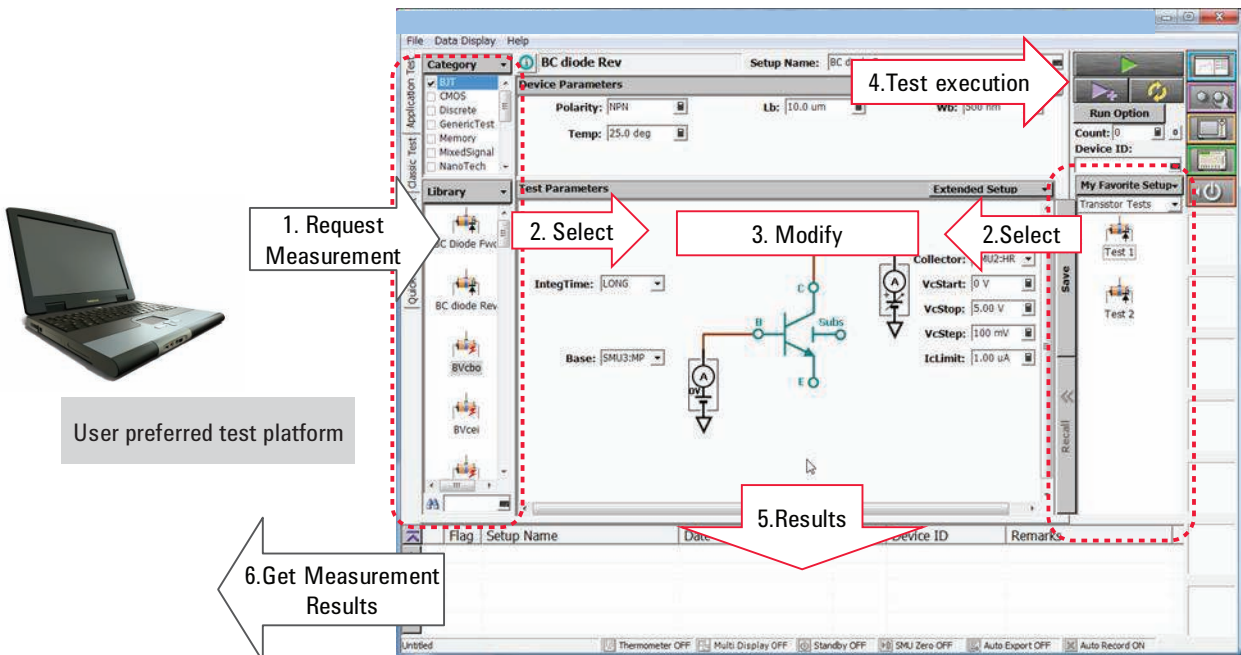 File Data Display Help
Application Test
Classic Test
Category
BJT
CMOS
Discrete
GenericTest
Memory
MixedSignal
NanoTech
Library
BC Diode Fwd
BC diode Rev
BVcbo
BVcei
BC diode Rev
Setup Name: BC
Device Parameters
Polarity: NPN
Lb: 10.0 um
Wb: 500 nm
Temp: 25.0 deg
4.Test execution
Run Option
Count: 0
Device ID:
My Favorite Setup
Transistor Tests
Test 1
Test 2
Test Parameters
Extended Setup
1. Request
Measurement
2. Select
3. Modify
2.Select
Collector: SMU2:HR
IntegTime: LONG
VcStart: 0 V
VcStop: 5.00 V
VcStep: 100 mV
IcLimit: 1.00 uA
Base: SMU3:MP
A
0V
B
C
Subs
E
A
Save
Recall
User preferred test platform
5.Results
Flag Setup Name Date Device ID Remarks
6.Get Measurement
Results
Untitled Thermometer OFF Multi Display OFF Standby OFF SMU Zero OFF Auto Export OFF Auto Record ON